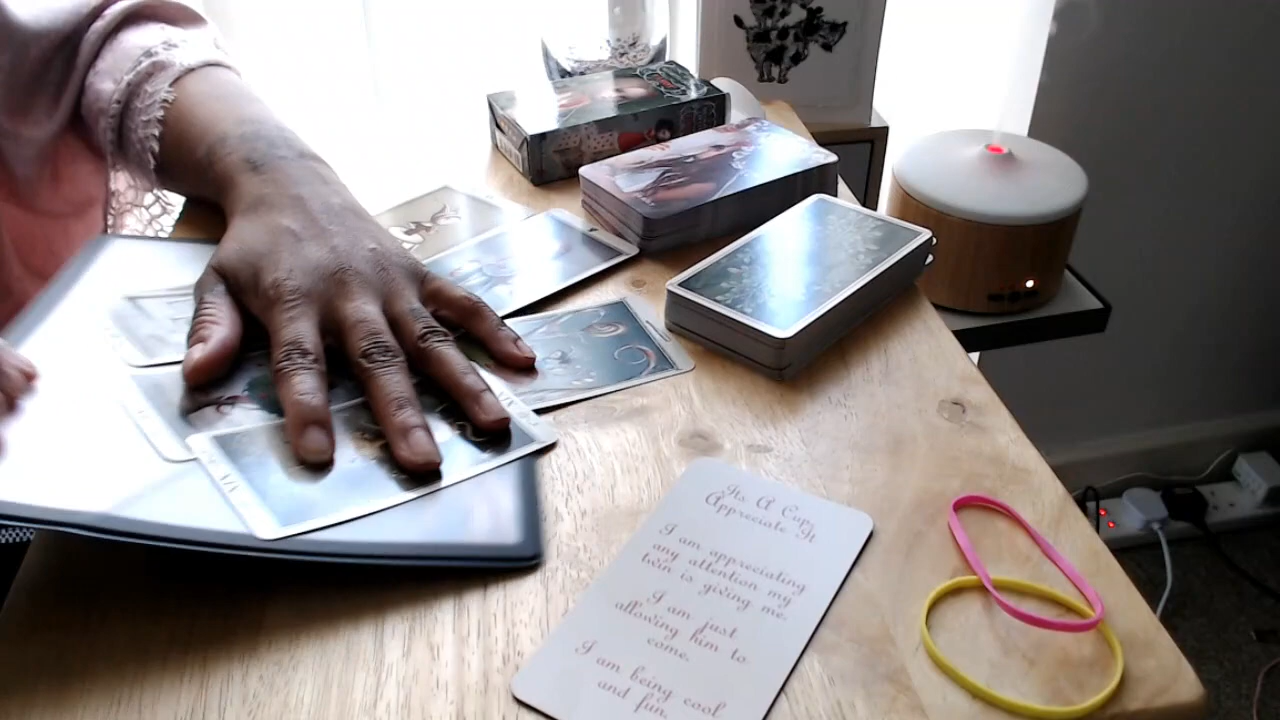 Its A Cup,
Appreciate It
I am appreciating
any attention my
twin is giving me.
I am just
allowing him to
come.
I am being cool
and fun.